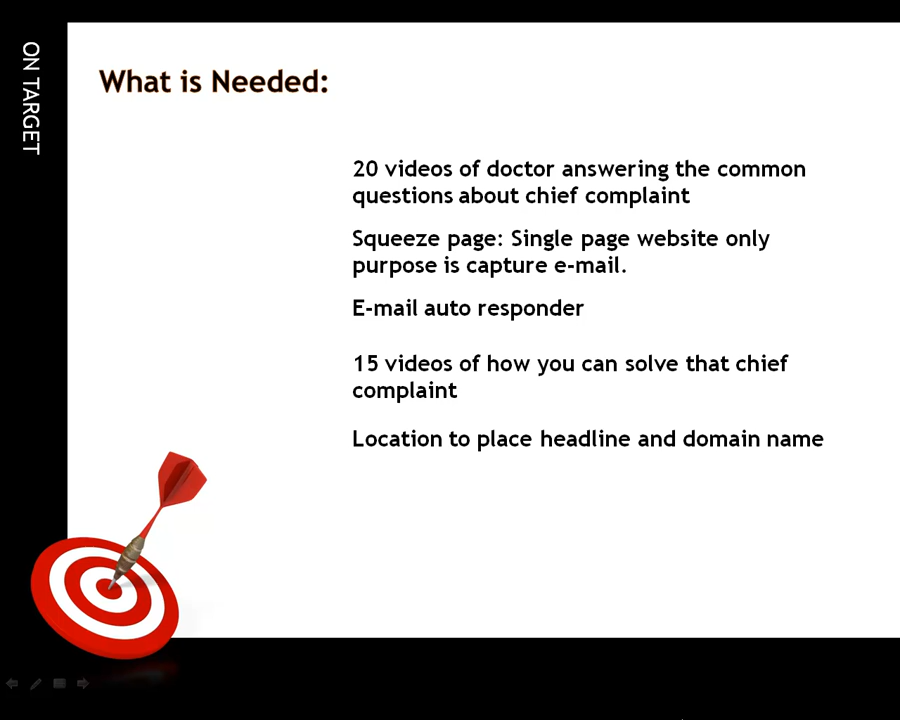 ON TARGET
What is Needed:
20 videos of doctor answering the common
questions about chief complaint
Squeeze page: Single page website only
purpose is capture e-mail.
E-mail auto responder
15 videos of how you can solve that chief
complaint
Location to place headline and domain name